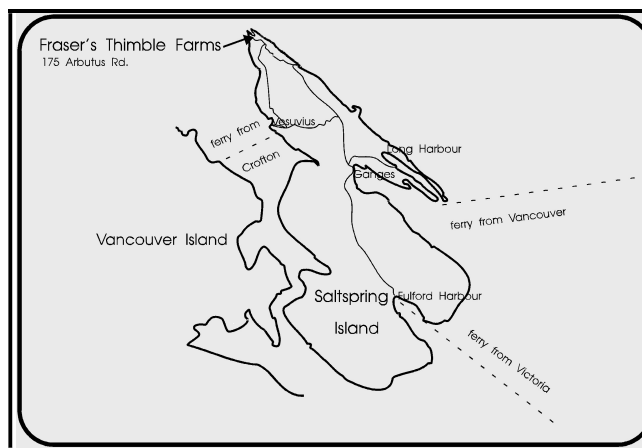 Fraser's Thimble Farms
175 Arbutus Rd.
ferry from
Vesuvius
Crofton
Long Harbour
Ganges
ferry from Vancouver
Vancouver Island
Saltspring
Island
Fulford Harbour
ferry from Victoria